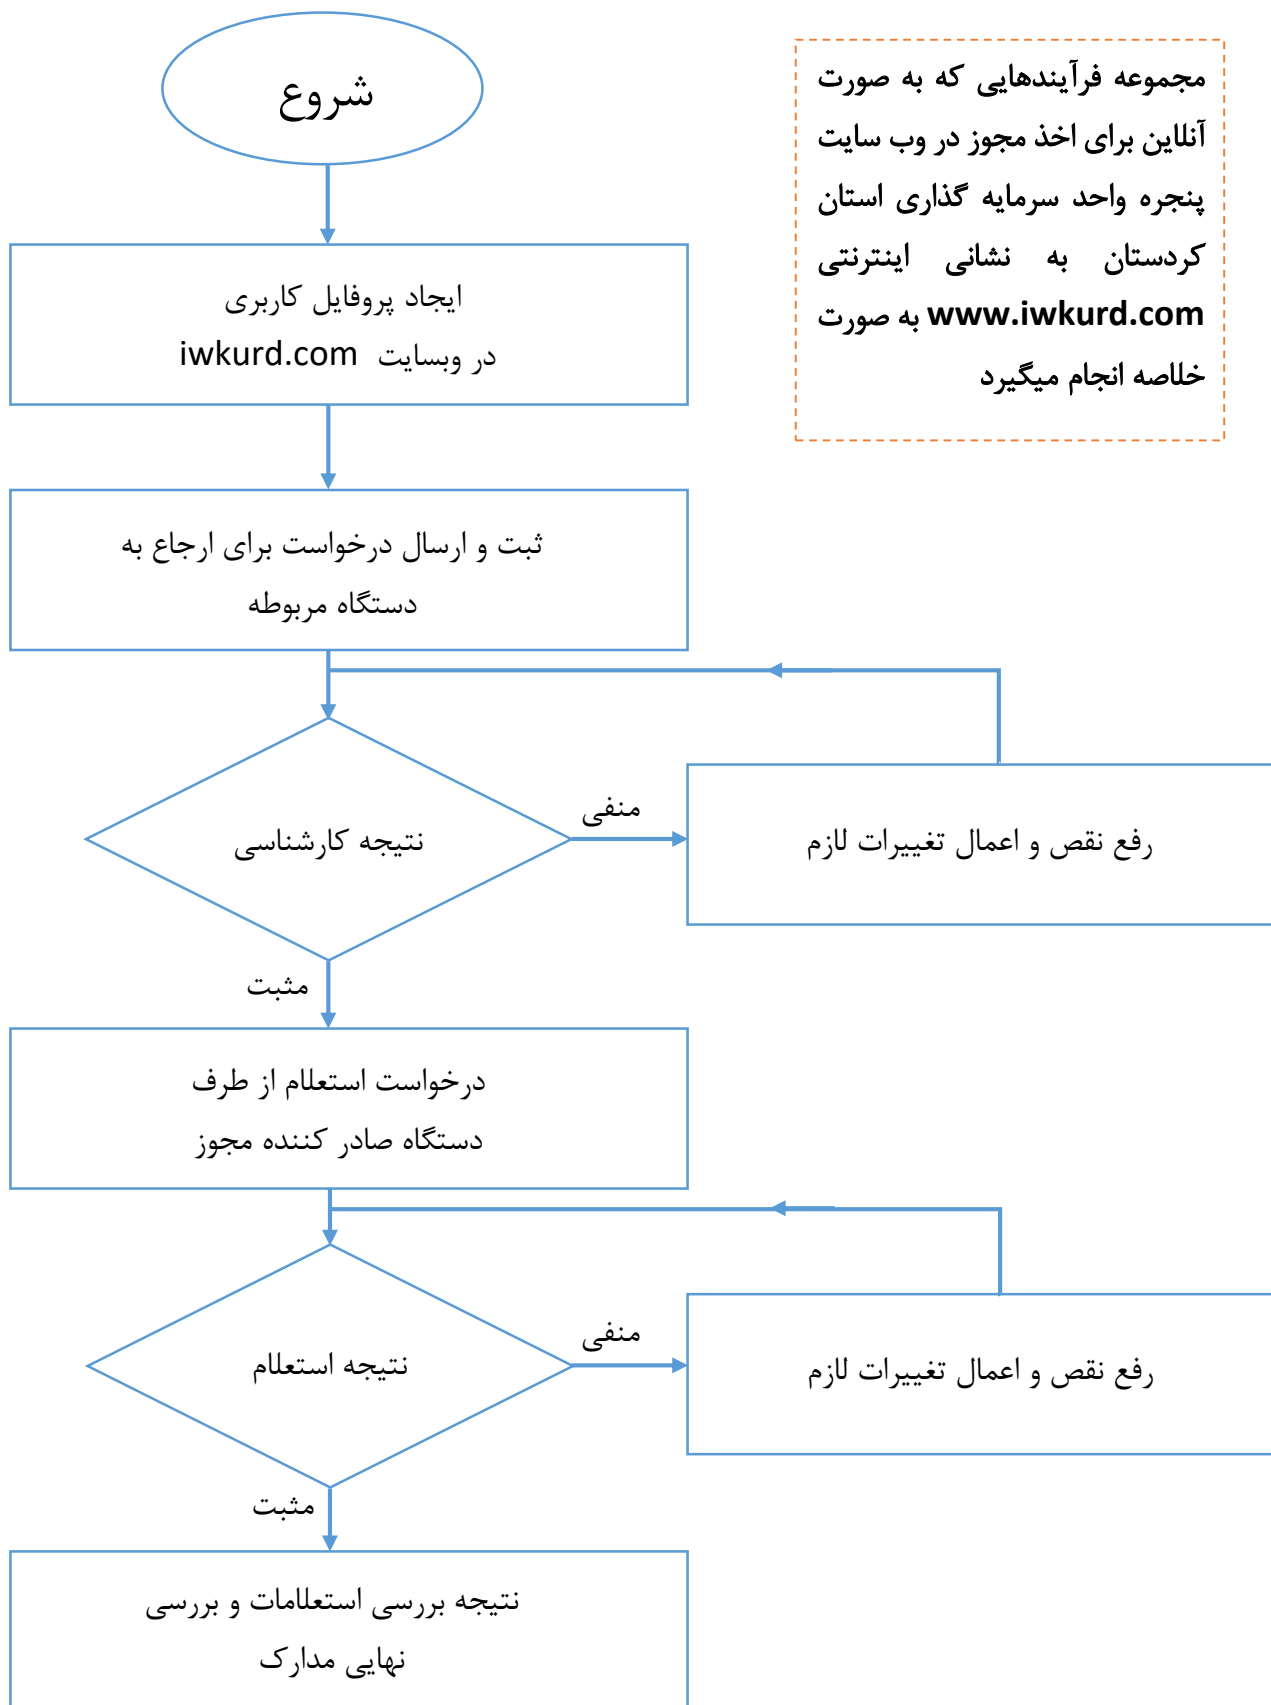 شروع
مجموعه فرآیندهایی که به صورت
آنلاین برای اخذ مجوز در وب سایت
پنجره واحد سرمایه گذاری استان
کردستان به نشانی اینترنتی
www.iwkurd.com به صورت
خلاصه انجام میگیرد
ایجاد پروفایل کاربری
در وبسایت iwkurd.com
ثبت و ارسال درخواست برای ارجاع به
دستگاه مربوطه
نتیجه کارشناسی
منفی
رفع نقص و اعمال تغییرات لازم
مثبت
درخواست استعلام از طرف
دستگاه صادر کننده مجوز
نتیجه استعلام
منفی
رفع نقص و اعمال تغییرات لازم
مثبت
نتیجه بررسی استعلامات و بررسی
نهایی مدارک